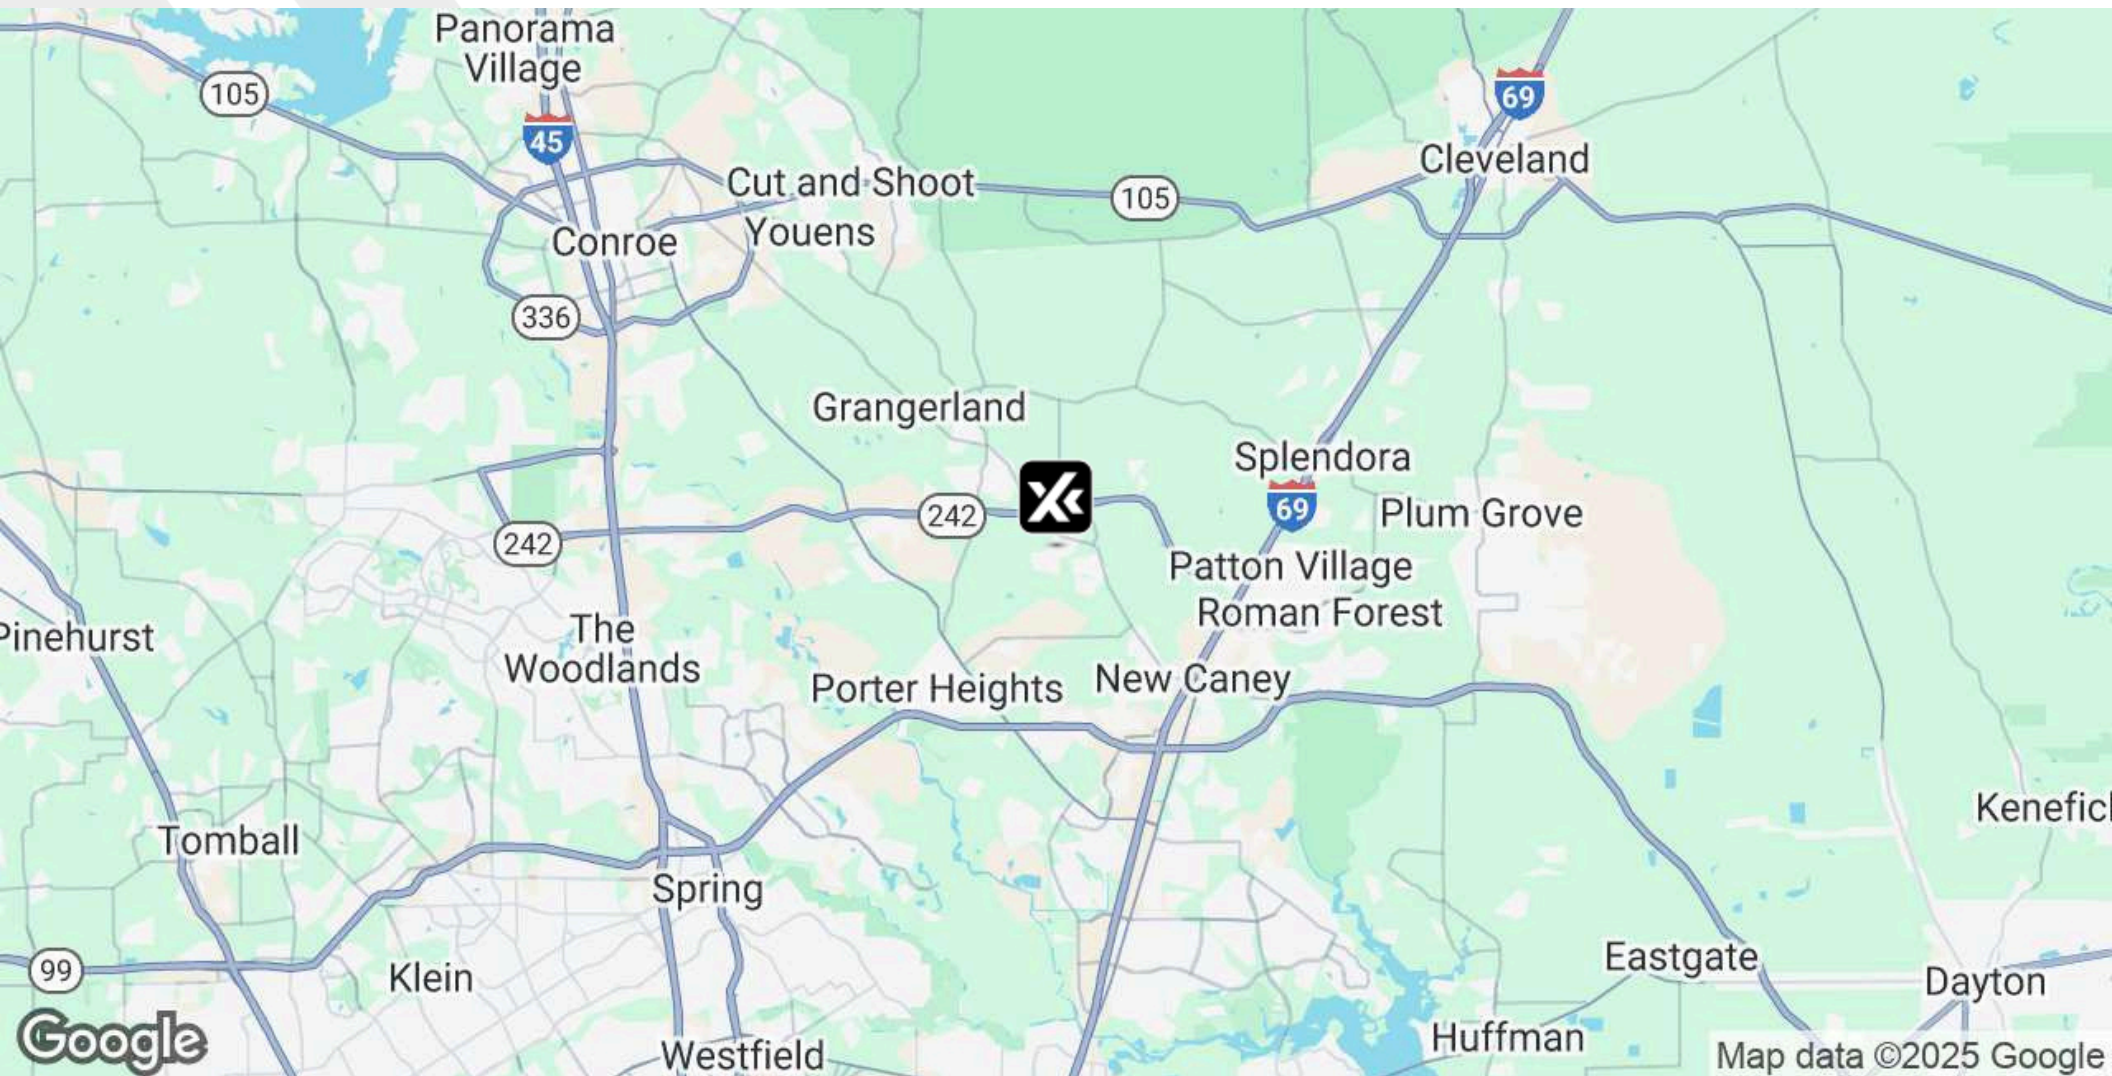 Panorama
Village
105
69
45
Cleveland
Cut and Shoot
105
Youens
Conroe
336
Grangerland
Splendora
242
69
Plum Grove
242
Patton Village
Roman Forest
The
Woodlands
Pinehurst
Porter Heights
New Caney
Kenefic
Tomball
Spring
99
Klein
Eastgate
Dayton
Google
Westfield
Huffman
Map data ©2025 Google